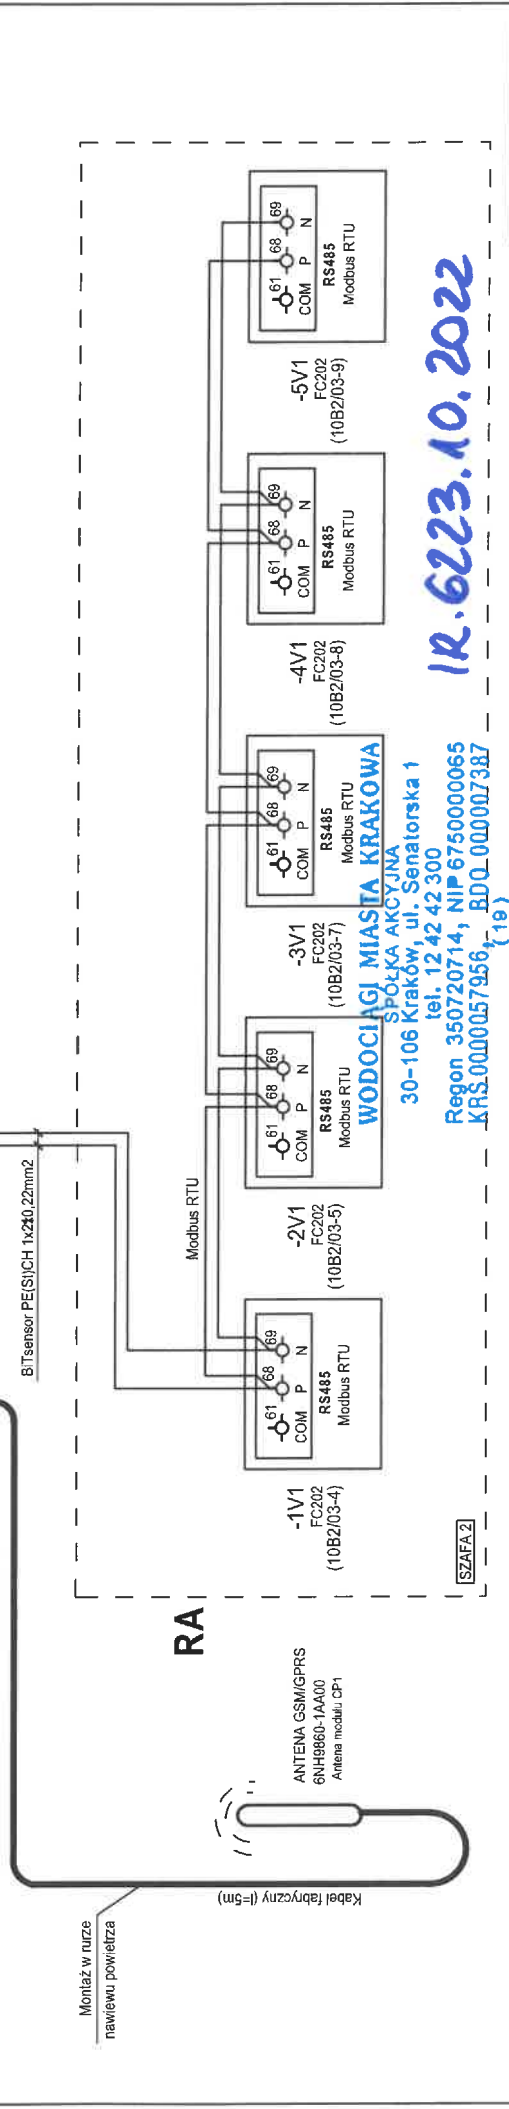 Montaż w rurze
nawiewu powietrza
Kabel fabryczny (l=5m)
ANTENA GSM/GPRS
6NH9860-1AA00
Antena modułu CP1
RA
SZAFA 2
BiTsensor PE(St)CH 1x2x0,22mm2
Modbus RTU
-1V1
FC202
(10B2/03-4)
61 68 69
COM P N
RS485
Modbus RTU
-2V1
FC202
(10B2/03-5)
61 68 69
COM P N
RS485
Modbus RTU
-3V1
FC202
(10B2/03-7)
61 68 69
COM P N
RS485
Modbus RTU
-4V1
FC202
(10B2/03-8)
61 68 69
COM P N
RS485
Modbus RTU
-5V1
FC202
(10B2/03-9)
61 68 69
COM P N
RS485
Modbus RTU
WODOCIĄGI MIASTA KRAKOWA
SPÓŁKA AKCYJNA
30-106 Kraków, ul. Senatorska 1
tel. 12 42 42 300
Regon 350720714, NIP 6750000065
KRS 0000057956, BDO 000007387
(19)
IR.6223.10.2022